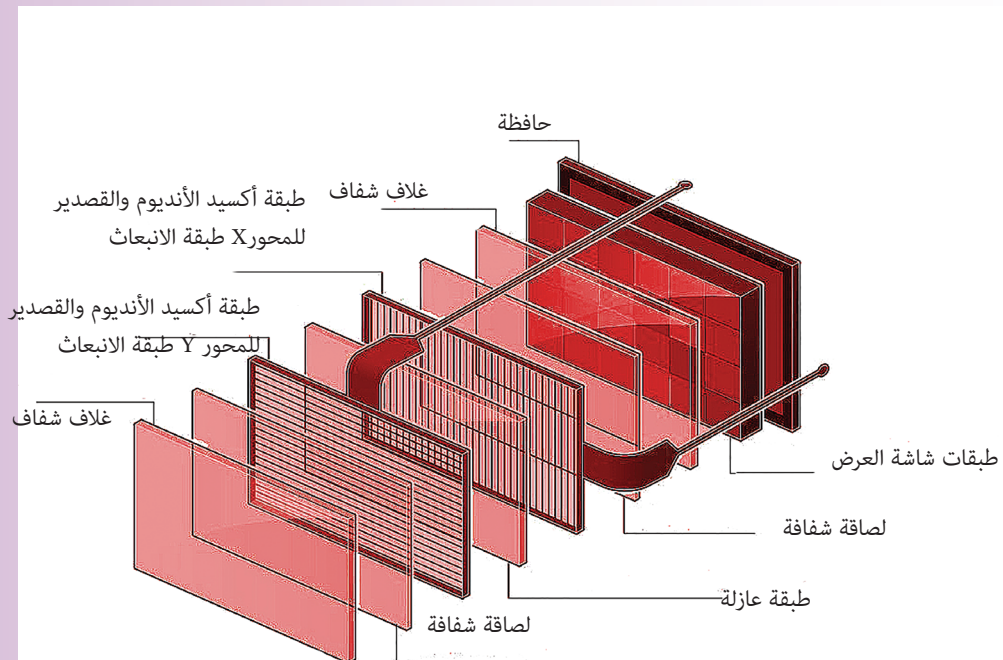 حافظة
غلاف شفاف
طبقة أكسيد الأنديوم والقصدير
للمحورX طبقة الانبعاث
طبقة أكسيد الأنديوم والقصدير
للمحور Y طبقة الانبعاث
غلاف شفاف
طبقات شاشة العرض
لصاقة شفافة
طبقة عازلة
لصاقة شفافة